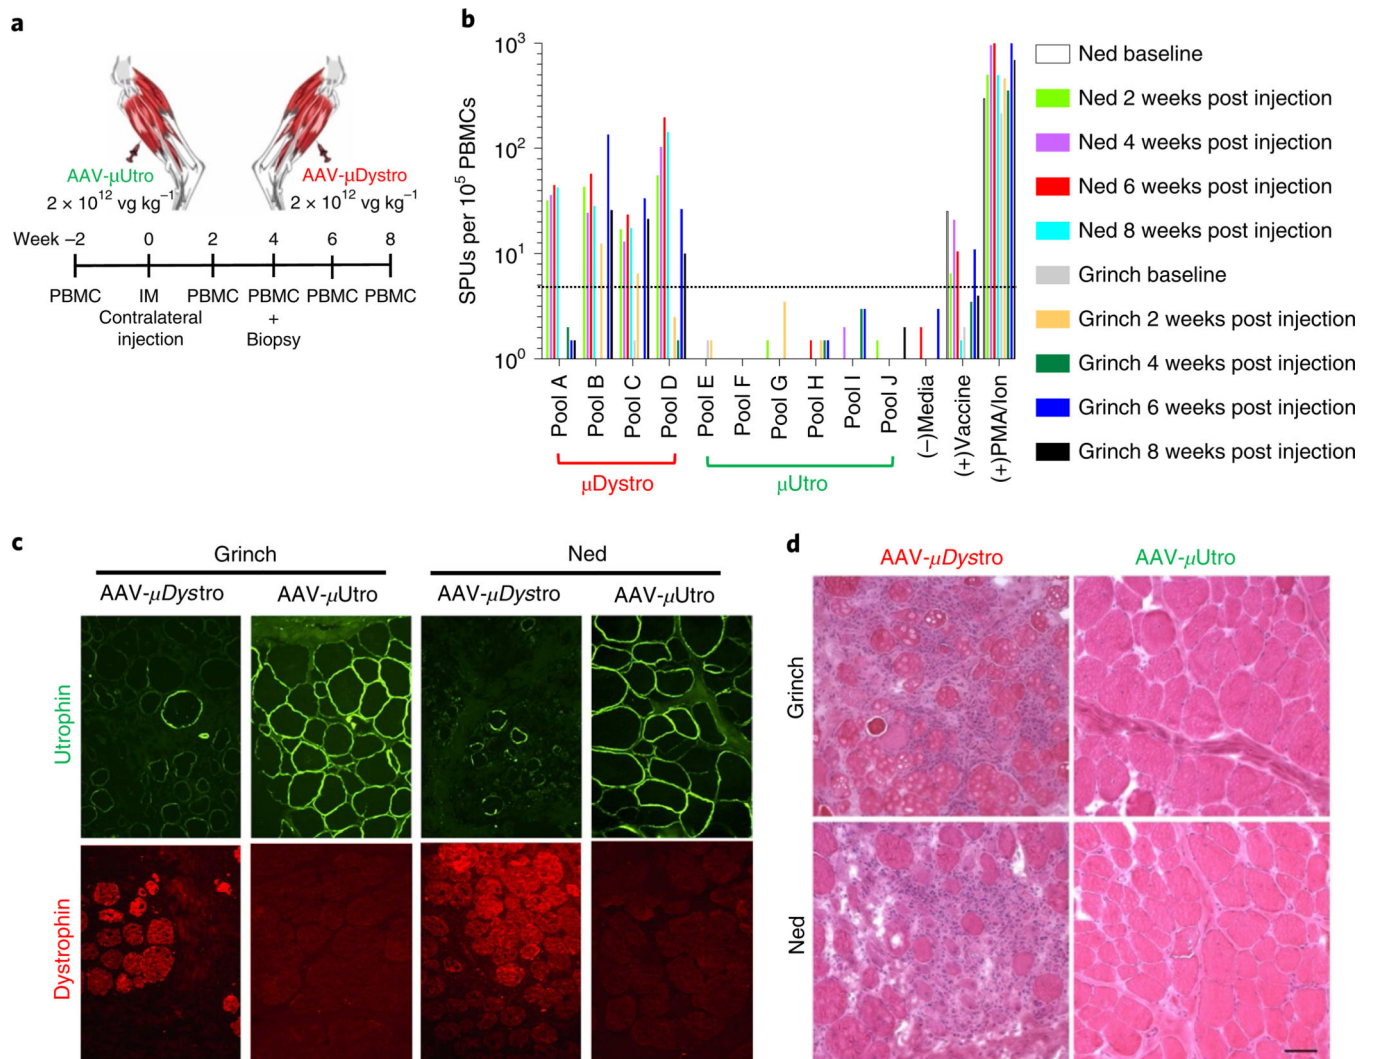 a
AAV-μUtro
2 × 10¹² vg kg⁻¹
AAV-μDystro
2 × 10¹² vg kg⁻¹
Week –2 0 2 4 6 8
PBMC IM PBMC PBMC PBMC PBMC
Contralateral +
injection Biopsy
b
SPUs per 10⁵ PBMCs
10³
10²
10¹
10⁰
Pool A
Pool B
Pool C
Pool D
Pool E
Pool F
Pool G
Pool H
Pool I
Pool J
(–)Media
(+)Vaccine
(+)PMA/Ion
μDystro
μUtro
Ned baseline
Ned 2 weeks post injection
Ned 4 weeks post injection
Ned 6 weeks post injection
Ned 8 weeks post injection
Grinch baseline
Grinch 2 weeks post injection
Grinch 4 weeks post injection
Grinch 6 weeks post injection
Grinch 8 weeks post injection
c
Grinch Ned
AAV-μDystro AAV-μUtro AAV-μDystro AAV-μUtro
Utrophin
Dystrophin
d
AAV-μDystro AAV-μUtro
Grinch
Ned